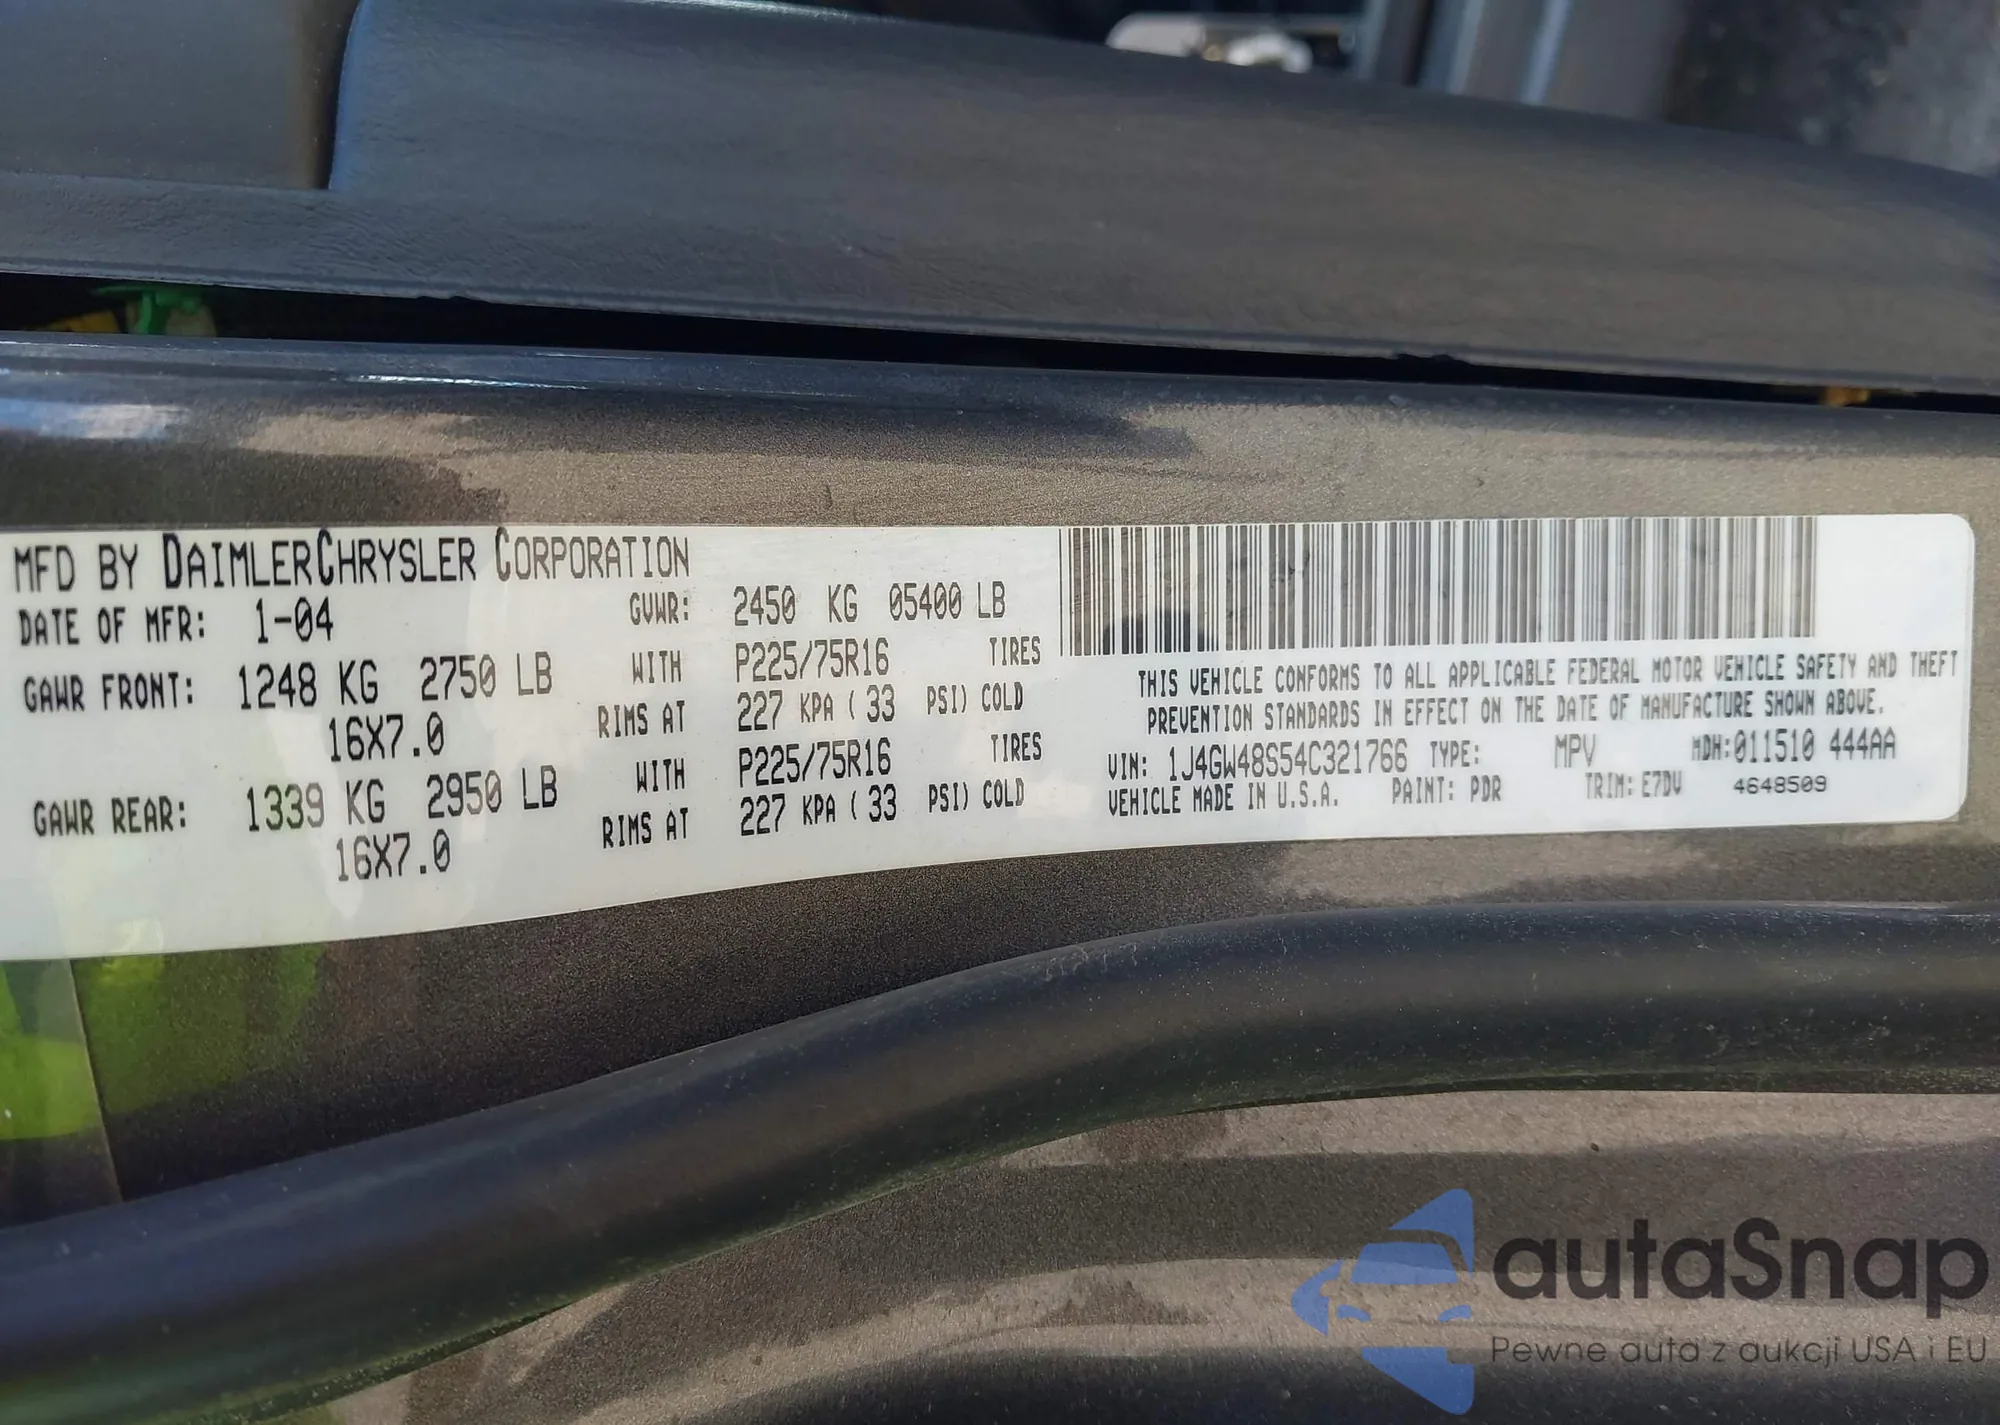 MFD BY DAIMLERCHRYSLER CORPORATION
DATE OF MFR: 1-04 GVWR: 2450 KG 05400 LB
GAWR FRONT: 1248 KG 2750 LB WITH P225/75R16 TIRES
16X7.0 RIMS AT 227 KPA ( 33 PSI) COLD
GAWR REAR: 1339 KG 2950 LB WITH P225/75R16 TIRES
16X7.0 RIMS AT 227 KPA ( 33 PSI) COLD
THIS VEHICLE CONFORMS TO ALL APPLICABLE FEDERAL MOTOR VEHICLE SAFETY AND THEFT
PREVENTION STANDARDS IN EFFECT ON THE DATE OF MANUFACTURE SHOWN ABOVE.
VIN: 1J4GW48S54C321766 TYPE: MPV MDH:011510 444AA
VEHICLE MADE IN U.S.A. PAINT: PDR TRIM: E7DV 4648509
autaSnap
Pewne auta z aukcji USA i EU